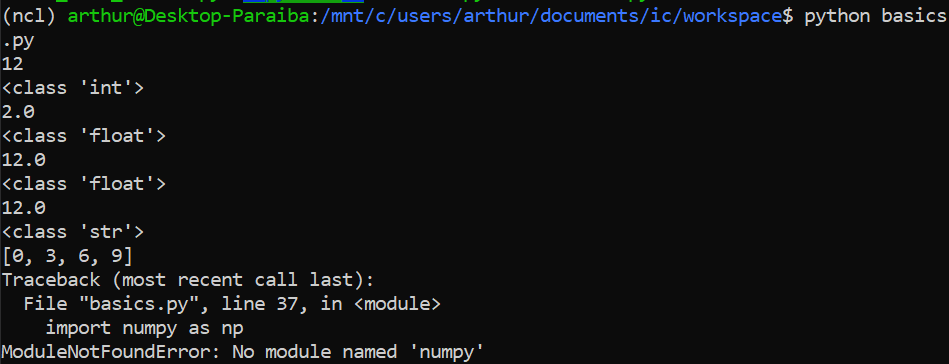 (ncl) arthur@Desktop-Paraiba:/mnt/c/users/arthur/documents/ic/workspace$ python basics
.py
12
<class 'int'>
2.0
<class 'float'>
12.0
<class 'float'>
12.0
<class 'str'>
[0, 3, 6, 9]
Traceback (most recent call last):
  File "basics.py", line 37, in <module>
    import numpy as np
ModuleNotFoundError: No module named 'numpy'